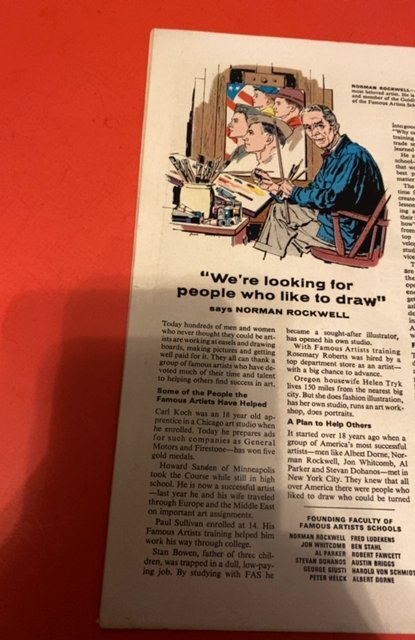 NORMAN ROCKWELL—
most beloved artist. He is
and member of the Guid
of the Famous Artists Sch
"We're looking for
people who like to draw"
says NORMAN ROCKWELL
Today hundreds of men and women
who never thought they could be art-
ists are working at easels and drawing
boards, making pictures and getting
well paid for it. They all can thank a
group of famous artists who have de-
voted much of their time and talent
to helping others find success in art.
Some of the People the
Famous Artists Have Helped
Carl Koch was an 18 year old ap-
prentice in a Chicago art studio when
he enrolled. Today he prepares ads
for such companies as General
Motors and Firestone—has won five
gold medals.
Howard Sanden of Minneapolis
took the Course while still in high
school. He is now a successful artist
—last year he and his wife traveled
through Europe and the Middle East
on important art assignments.
Paul Sullivan enrolled at 14. His
Famous Artists training helped him
work his way through college.
Stan Bowen, father of three chil-
dren, was trapped in a dull, low-pay-
ing job. By studying with FAS he
became a sought-after illustrator,
has opened his own studio.
With Famous Artists training
Rosemary Roberts was hired by a
top department store as an artist—
with a big chance to advance.
Oregon housewife Helen Tryk
lives 150 miles from the nearest big
city. But she does fashion illustration,
has her own studio, runs an art work-
shop, does portraits.
A Plan to Help Others
It started over 18 years ago when a
group of America's most successful
artists—men like Albert Dorne, Nor-
man Rockwell, Jon Whitcomb, Al
Parker and Stevan Dohanos—met in
New York City. They knew that all
over America there were people who
liked to draw who could be turned
FOUNDING FACULTY OF
FAMOUS ARTISTS SCHOOLS
NORMAN ROCKWELL FRED LUDEKENS
JON WHITCOMB BEN STAHL
AL PARKER ROBERT FAWCETT
STEVAN DOHANOS AUSTIN BRIGGS
GEORGE GIUSTI HAROLD VON SCHMIDT
PETER HELCK ALBERT DORNE